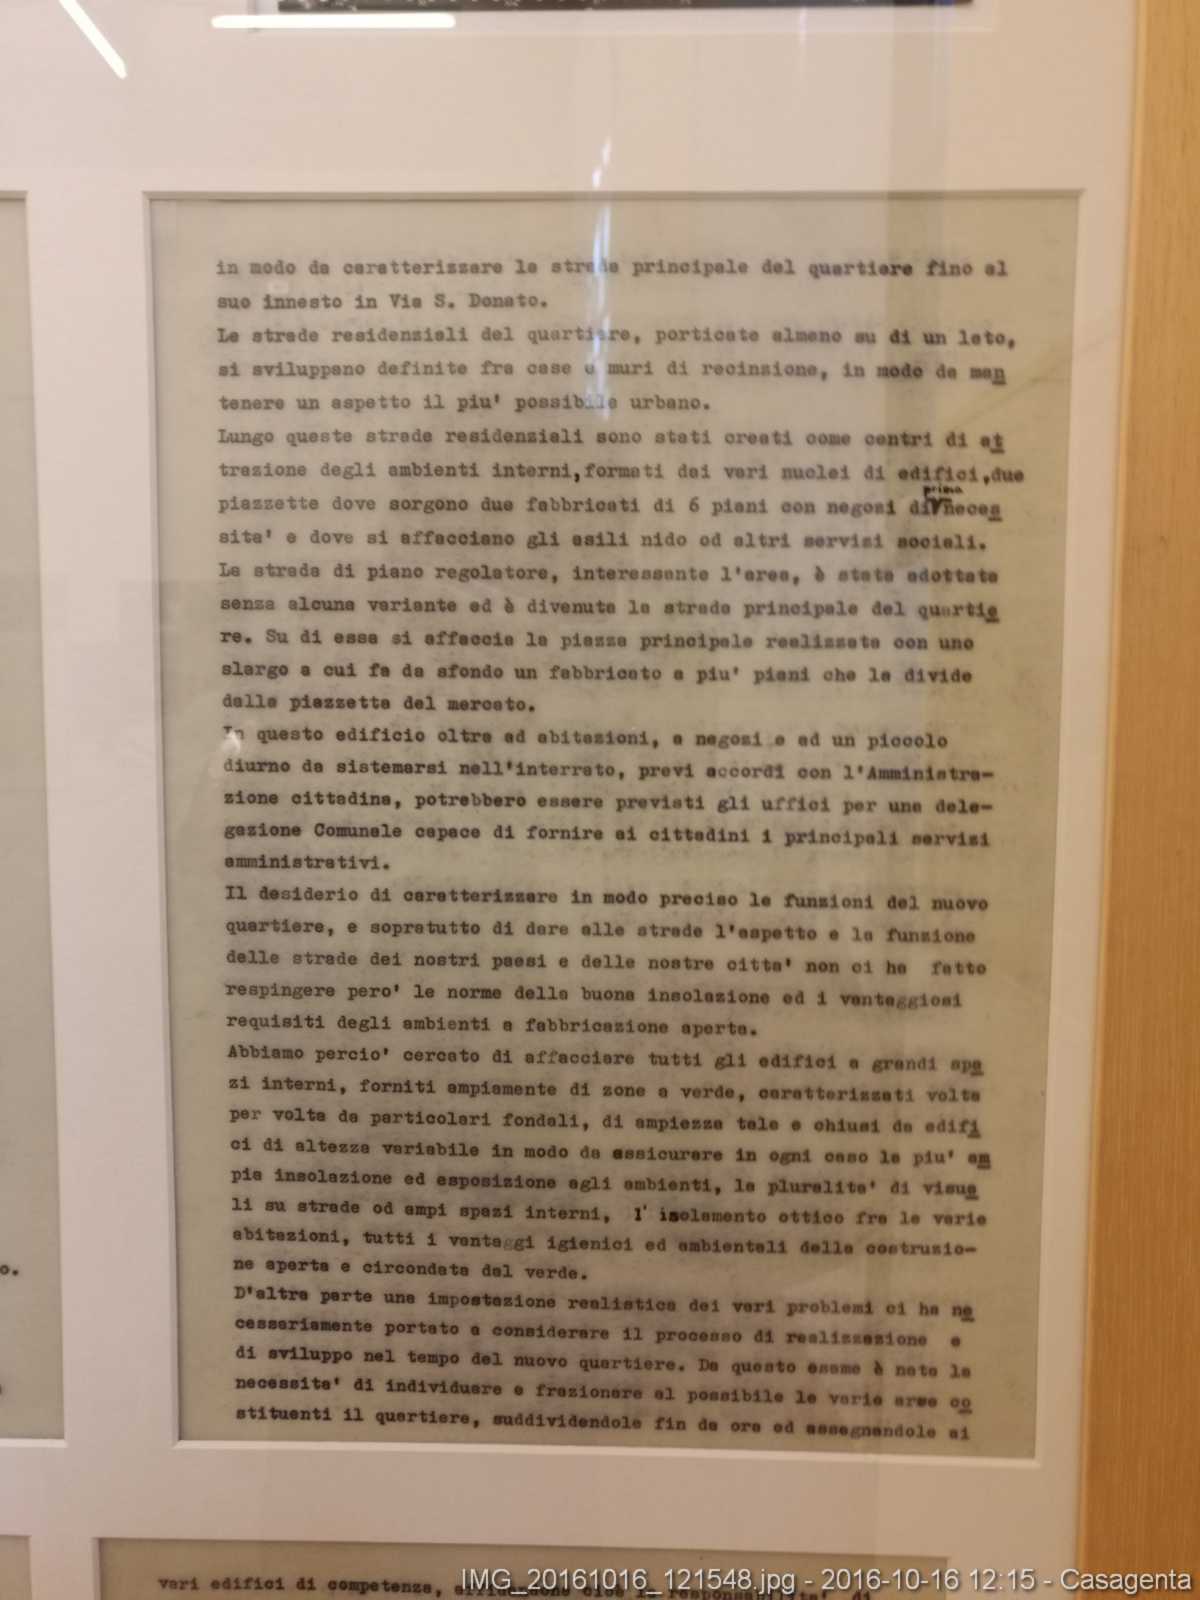 in modo da caratterizzare la strada principale del quartiere fino al
suo innesto in Via S. Donato.
Le strade residenziali del quartiere, porticate almeno su di un lato,
si sviluppano definite fra case e muri di recinzione, in modo da man
tenere un aspetto il piu' possibile urbano.
Lungo queste strade residenziali sono stati creati come centri di at
trazione degli ambienti interni,formati dai vari nuclei di edifici,due
prima
piazzette dove sorgono due fabbricati di 6 piani con negozi di neces
sita' e dove si affacciano gli asili nido od altri servizi sociali.
La strada di piano regolatore, interessante l'area, è stata adottata
senza alcuna variante ed è divenuta la strada principale del quartie
re. Su di essa si affaccia la piazza principale realizzata con uno
slargo a cui fa da sfondo un fabbricato a piu' piani che la divide
dalla piazzetta del mercato.
In questo edificio oltre ad abitazioni, a negozi e ad un piccolo
diurno da sistemarsi nell'interrato, previ accordi con l'Amministra-
zione cittadina, potrebbero essere previsti gli uffici per una dele-
gazione Comunale capace di fornire ai cittadini i principali servizi
amministrativi.
Il desiderio di caratterizzare in modo preciso le funzioni del nuovo
quartiere, e sopratutto di dare alle strade l'aspetto e la funzione
delle strade dei nostri paesi e delle nostre citta' non ci ha fatto
respingere pero' le norme della buona insolazione ed i vantaggiosi
requisiti degli ambienti a fabbricazione aperta.
Abbiamo percio' cercato di affacciare tutti gli edifici a grandi spa
zi interni, forniti ampiamente di zone a verde, caratterizzati volta
per volta da particolari fondali, di ampiezza tale e chiusi da edifi
ci di altezza variabile in modo da assicurare in ogni caso la piu' am
pia insolazione ed esposizione agli ambienti, la pluralita' di visua
li su strade od ampi spazi interni, l'isolamento ottico fra le varie
abitazioni, tutti i vantaggi igienici ed ambientali della costruzio-
ne aperta e circondata dal verde.
D'altra parte una impostazione realistica dei vari problemi ci ha ne
cessariamente portato a considerare il processo di realizzazione e
di sviluppo nel tempo del nuovo quartiere. Da questo esame è nata la
necessita' di individuare e frazionare al possibile le varie aree co
stituenti il quartiere, suddividendole fin da ora ed assegnandole ai
o.
vari edifici di competenza,
IMG_20161016_121548.jpg - 2016-10-16 12:15 - Casagenta